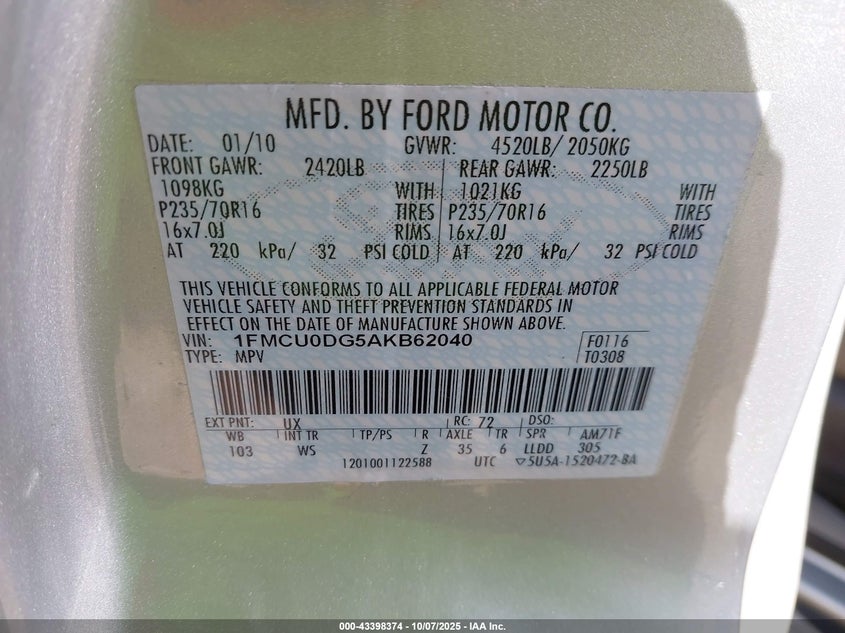 MFD. BY FORD MOTOR CO.
DATE: 01/10 GVWR: 4520LB/ 2050KG
FRONT GAWR: 2420LB REAR GAWR: 2250LB
1098KG WITH 1021KG WITH
P235/70R16 TIRES P235/70R16 TIRES
16x7.0J RIMS 16x7.0J RIMS
AT 220 kPa/ 32 PSI COLD AT 220 kPa/ 32 PSI COLD
THIS VEHICLE CONFORMS TO ALL APPLICABLE FEDERAL MOTOR
VEHICLE SAFETY AND THEFT PREVENTION STANDARDS IN
EFFECT ON THE DATE OF MANUFACTURE SHOWN ABOVE.
VIN: 1FMCU0DG5AKB62040 F0116
TYPE: MPV T0308
EXT PNT: UX RC: 72 DSO:
WB INT TR TP/PS R AXLE TR SPR AM71F
103 WS Z 35 6 LLDD 305
1201001122588 UTC ▽5U5A-1520472-BA
000-43398374 | 10/07/2025 | IAA Inc.